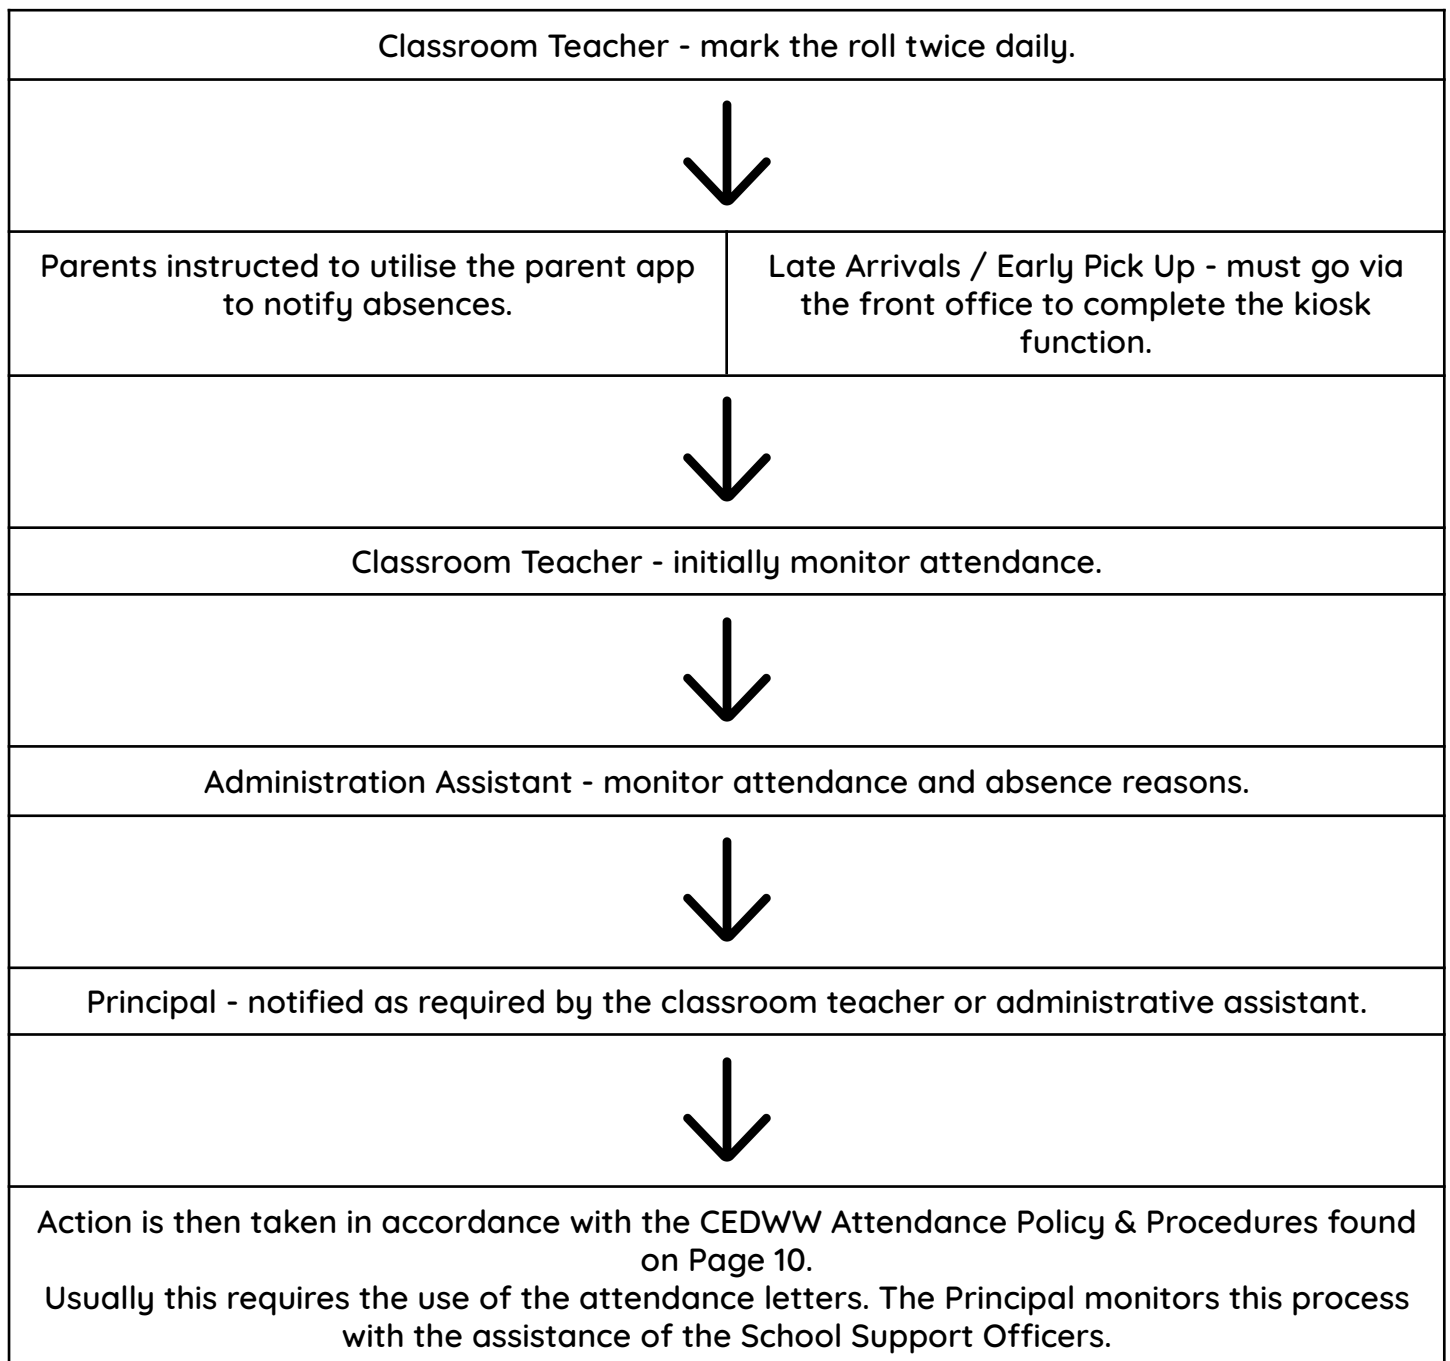 Classroom Teacher - mark the roll twice daily.
Parents instructed to utilise the parent app
to notify absences.
Late Arrivals / Early Pick Up - must go via
the front office to complete the kiosk
function.
Classroom Teacher - initially monitor attendance.
Administration Assistant - monitor attendance and absence reasons.
Principal - notified as required by the classroom teacher or administrative assistant.
Action is then taken in accordance with the CEDWW Attendance Policy & Procedures found
on Page 10.
Usually this requires the use of the attendance letters. The Principal monitors this process
with the assistance of the School Support Officers.